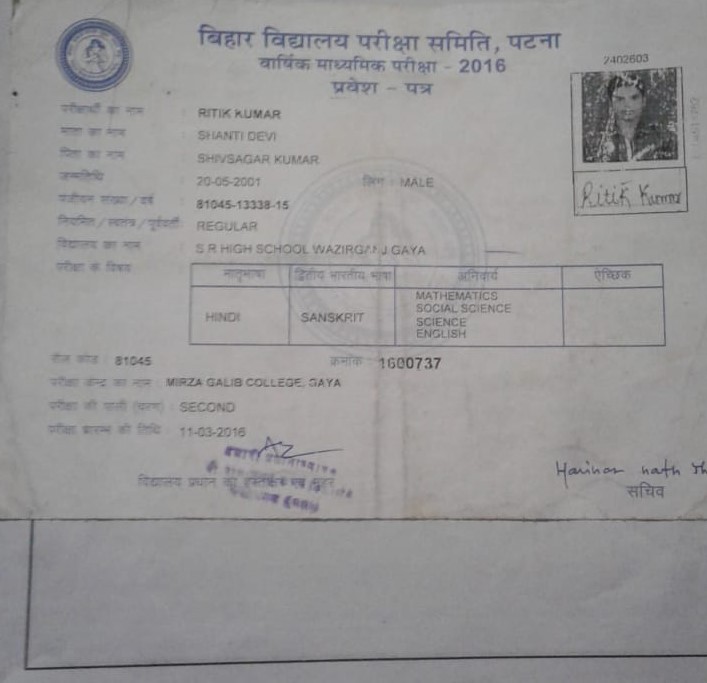 बिहार विद्यालय परीक्षा समिति, पटना
वार्षिक माध्यमिक परीक्षा - 2016
प्रवेश - पत्र
2402603
परीक्षार्थी का नाम : RITIK KUMAR
माता का नाम : SHANTI DEVI
पिता का नाम : SHIVSAGAR KUMAR
जन्मतिथि : 20-05-2001 लिंग : MALE
पंजीयन संख्या / वर्ष : 81045-13338-15
नियमित / स्वतंत्र / पूर्ववर्ती : REGULAR
विद्यालय का नाम : S R HIGH SCHOOL WAZIRGANJ GAYA
Ritik Kumar
परीक्षा के विषय
मातृभाषा द्वितीय भारतीय भाषा अनिवार्य ऐच्छिक
HINDI SANSKRIT MATHEMATICS
SOCIAL SCIENCE
SCIENCE
ENGLISH
रौल कोड : 81045 क्रमांक : 1600737
परीक्षा केन्द्र का नाम : MIRZA GALIB COLLEGE, GAYA
परीक्षा की पाली (चरण) : SECOND
परीक्षा प्रारम्भ की तिथि : 11-03-2016
विद्यालय प्रधान का हस्ताक्षर एवं मुहर
Harihar nath Jh
सचिव